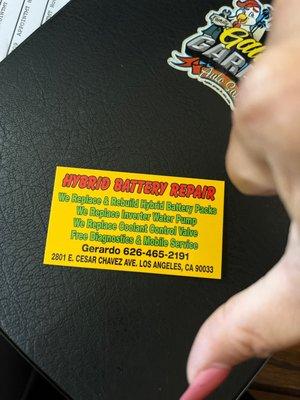 HYBRID BATTERY REPAIR
We Replace & Rebuild Hybrid Battery Packs
We Replace Inverter Water Pump
We Replace Coolant Control Valve
Free Diagnostics & Mobile Service
Gerardo 626-465-2191
2801 E. CESAR CHAVEZ AVE. LOS ANGELES, CA 90033